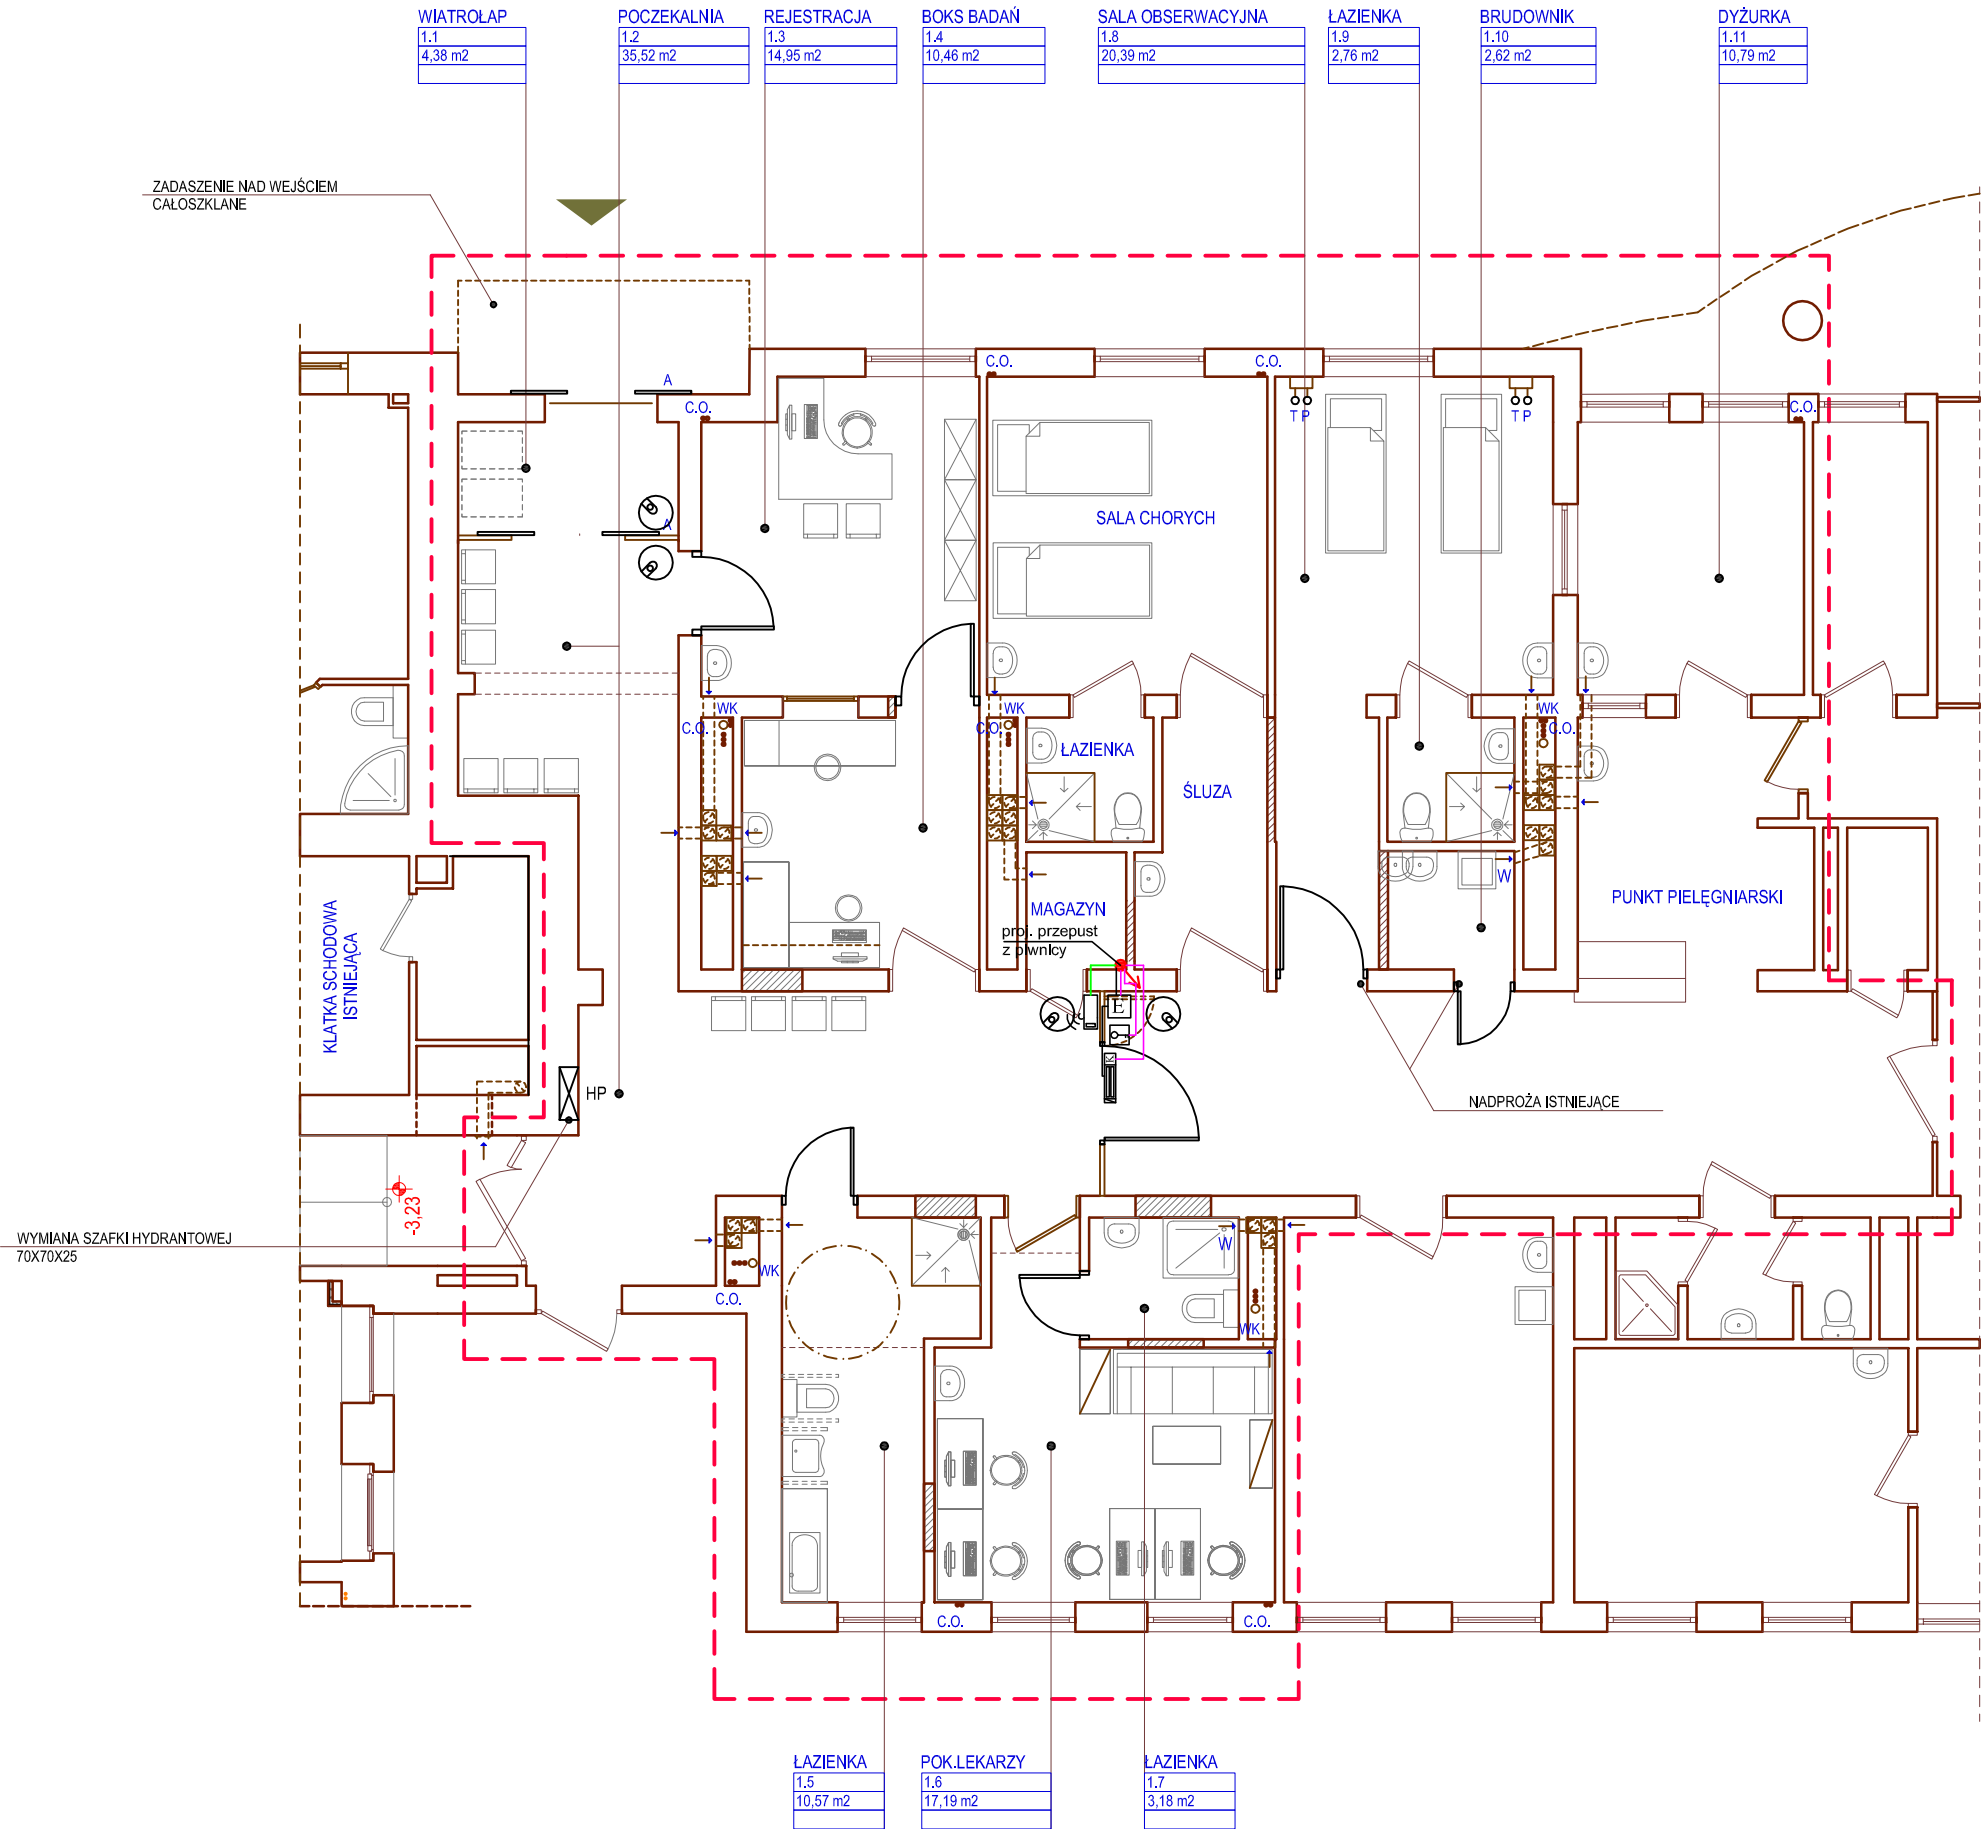 WIATROŁAP
1.1
4,38 m2
POCZEKALNIA
1.2
35,52 m2
REJESTRACJA
1.3
14,95 m2
BOKS BADAŃ
1.4
10,46 m2
SALA OBSERWACYJNA
1.8
20,39 m2
ŁAZIENKA
1.9
2,76 m2
BRUDOWNIK
1.10
2,62 m2
DYŻURKA
1.11
10,79 m2
ZADASZENIE NAD WEJŚCIEM
CAŁOSZKLANE
C.O.
C.O.
A
C.O.
C.O.
T P
T P
SALA CHORYCH
A
WK
C.O.
WK
C.O.
WK
C.O.
ŁAZIENKA
ŚLUZA
W
PUNKT PIELĘGNIARSKI
MAGAZYN
proj. przepust
z piwnicy
KLATKA SCHODOWA
ISTNIEJĄCA
E
K
HP
NADPROŻA ISTNIEJĄCE
-3,23
WYMIANA SZAFKI HYDRANTOWEJ
70X70X25
W
WK
C.O.
WK
C.O.
C.O.
ŁAZIENKA
1.5
10,57 m2
POK.LEKARZY
1.6
17,19 m2
ŁAZIENKA
1.7
3,18 m2